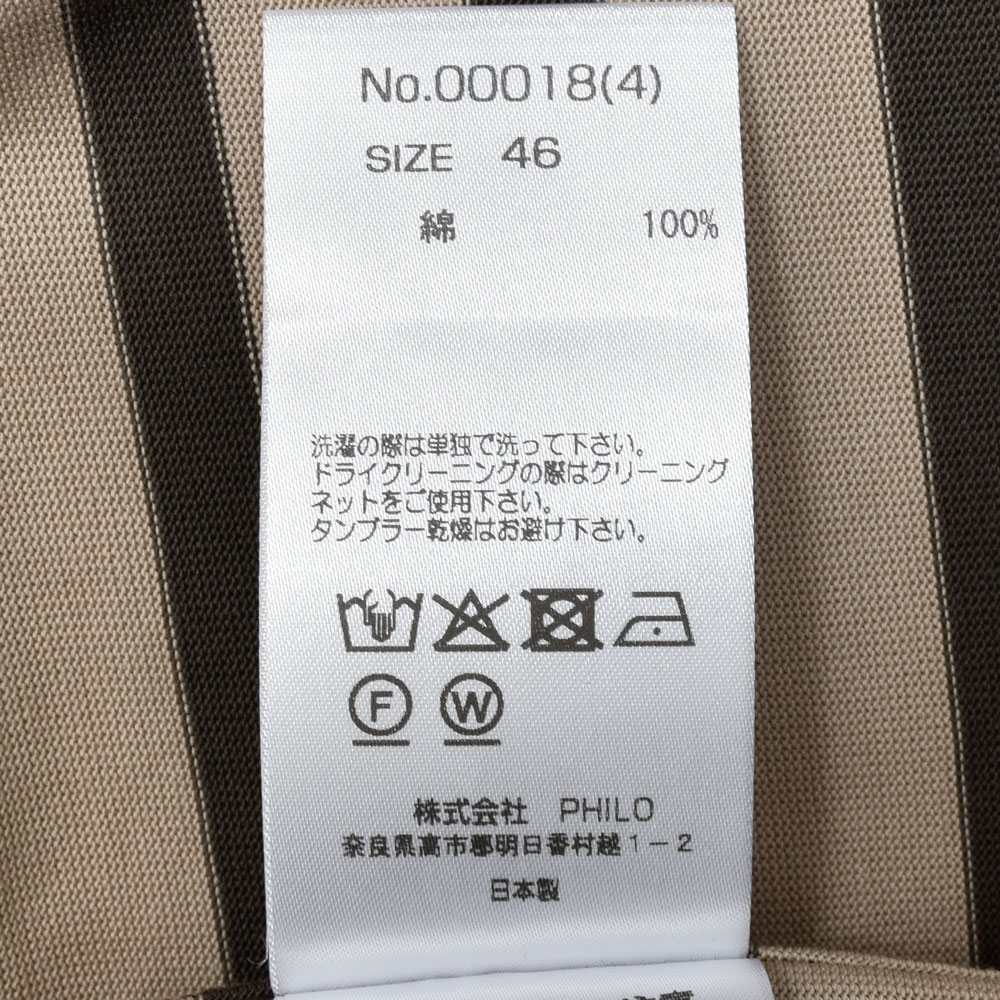 No.00018(4)
SIZE 46
綿 100%
洗濯の際は単独で洗って下さい。
ドライクリーニングの際はクリーニング
ネットをご使用下さい。
タンブラー乾燥はお避け下さい。
F W
株式会社 PHILO
奈良県高市郡明日香村越1-2
日本製